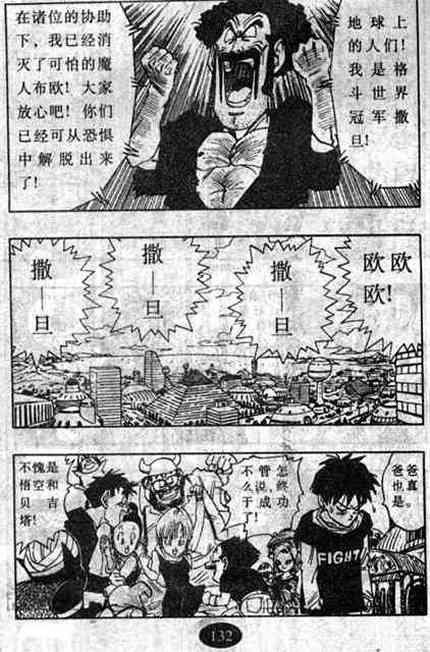 地球上
的人们!
我是格
斗世界
冠军撒
旦!
在诸位的协助
下，我已经消
灭了可怕的魔
人布欧! 大家
放心吧! 你们
已经可从恐惧
中解脱出来
了!
欧欧
欧!
撒—旦
撒—旦
撒—旦
爸爸
也真
是。
FIGHT!
不管怎
么说终
于成功
了!
不愧是
悟空和
贝吉
塔!
132